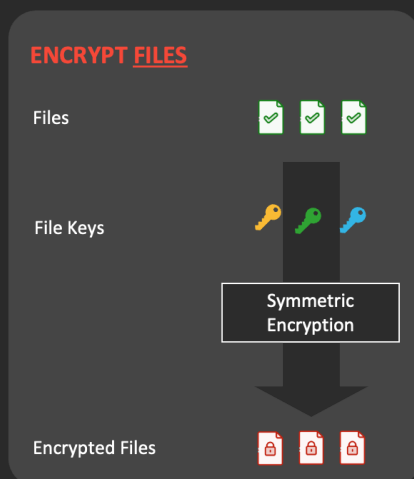 ENCRYPT FILES
Files
File Keys
Symmetric
Encryption
Encrypted Files